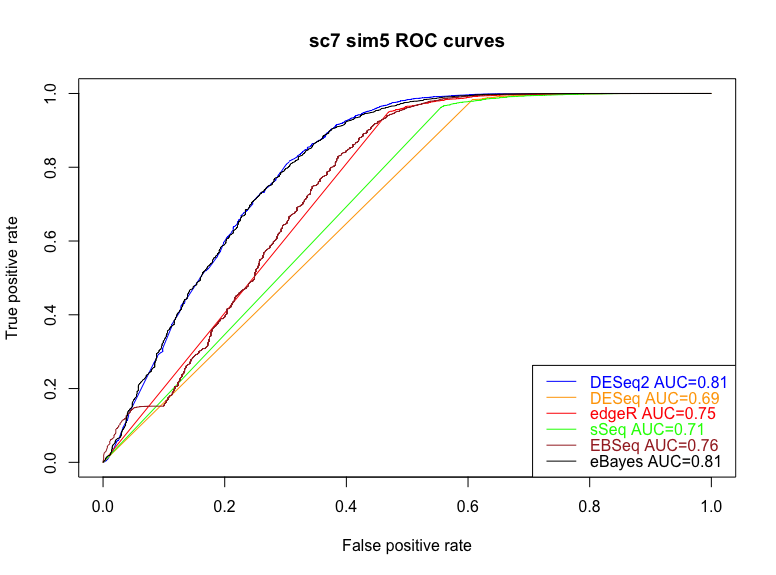 sc7 sim5 ROC curves
True positive rate
1.0
0.8
0.6
0.4
0.2
0.0
DESeq2 AUC=0.81
DESeq AUC=0.69
edgeR AUC=0.75
sSeq AUC=0.71
EBSeq AUC=0.76
eBayes AUC=0.81
0.0 0.2 0.4 0.6 0.8 1.0
False positive rate